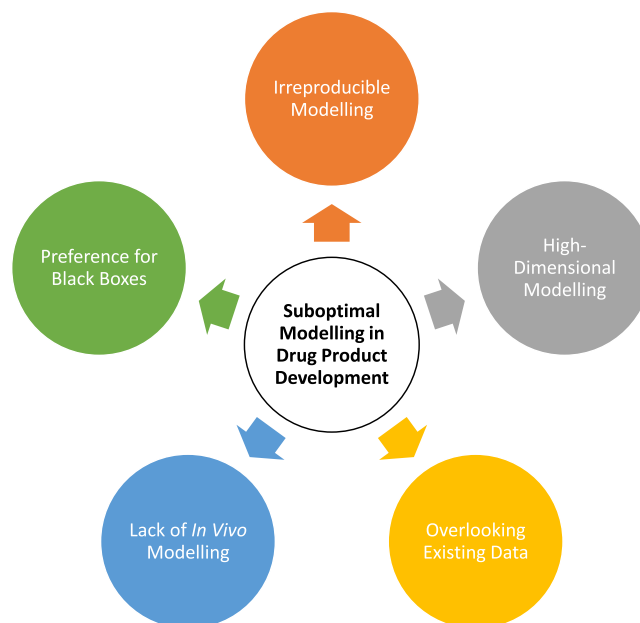 Irreproducible
Modelling
Preference for
Black Boxes
High-
Dimensional
Modelling
Suboptimal
Modelling in
Drug Product
Development
Lack of In Vivo
Modelling
Overlooking
Existing Data